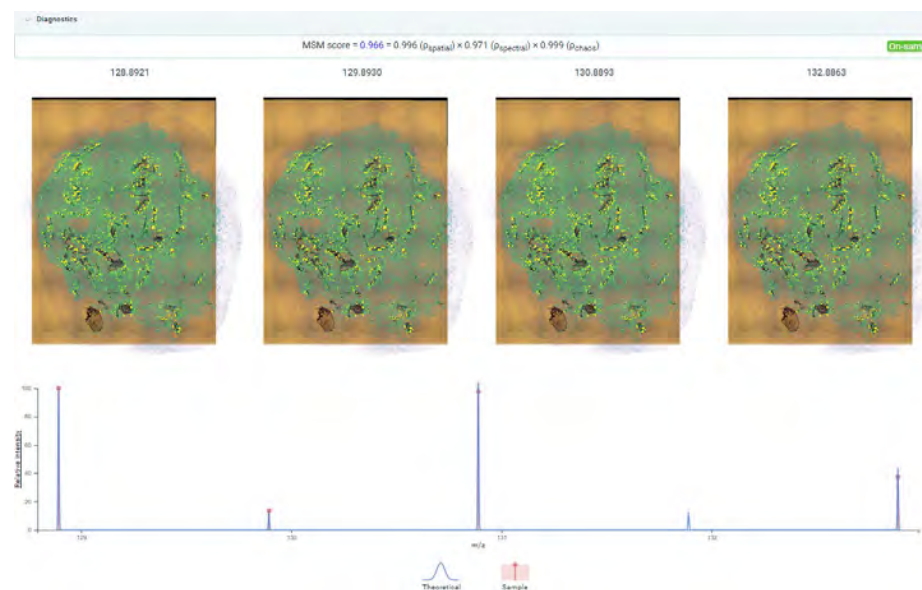 Diagnostics
MSM score = 0.966 = 0.996 (ρspatial) × 0.971 (ρspectral) × 0.999 (ρchaos)
On-sam
128.8921 129.8930 130.8893 132.8863
Relative Intensity
100
80
60
40
20
0
129 130 131 132
m/z
Theoretical Sample